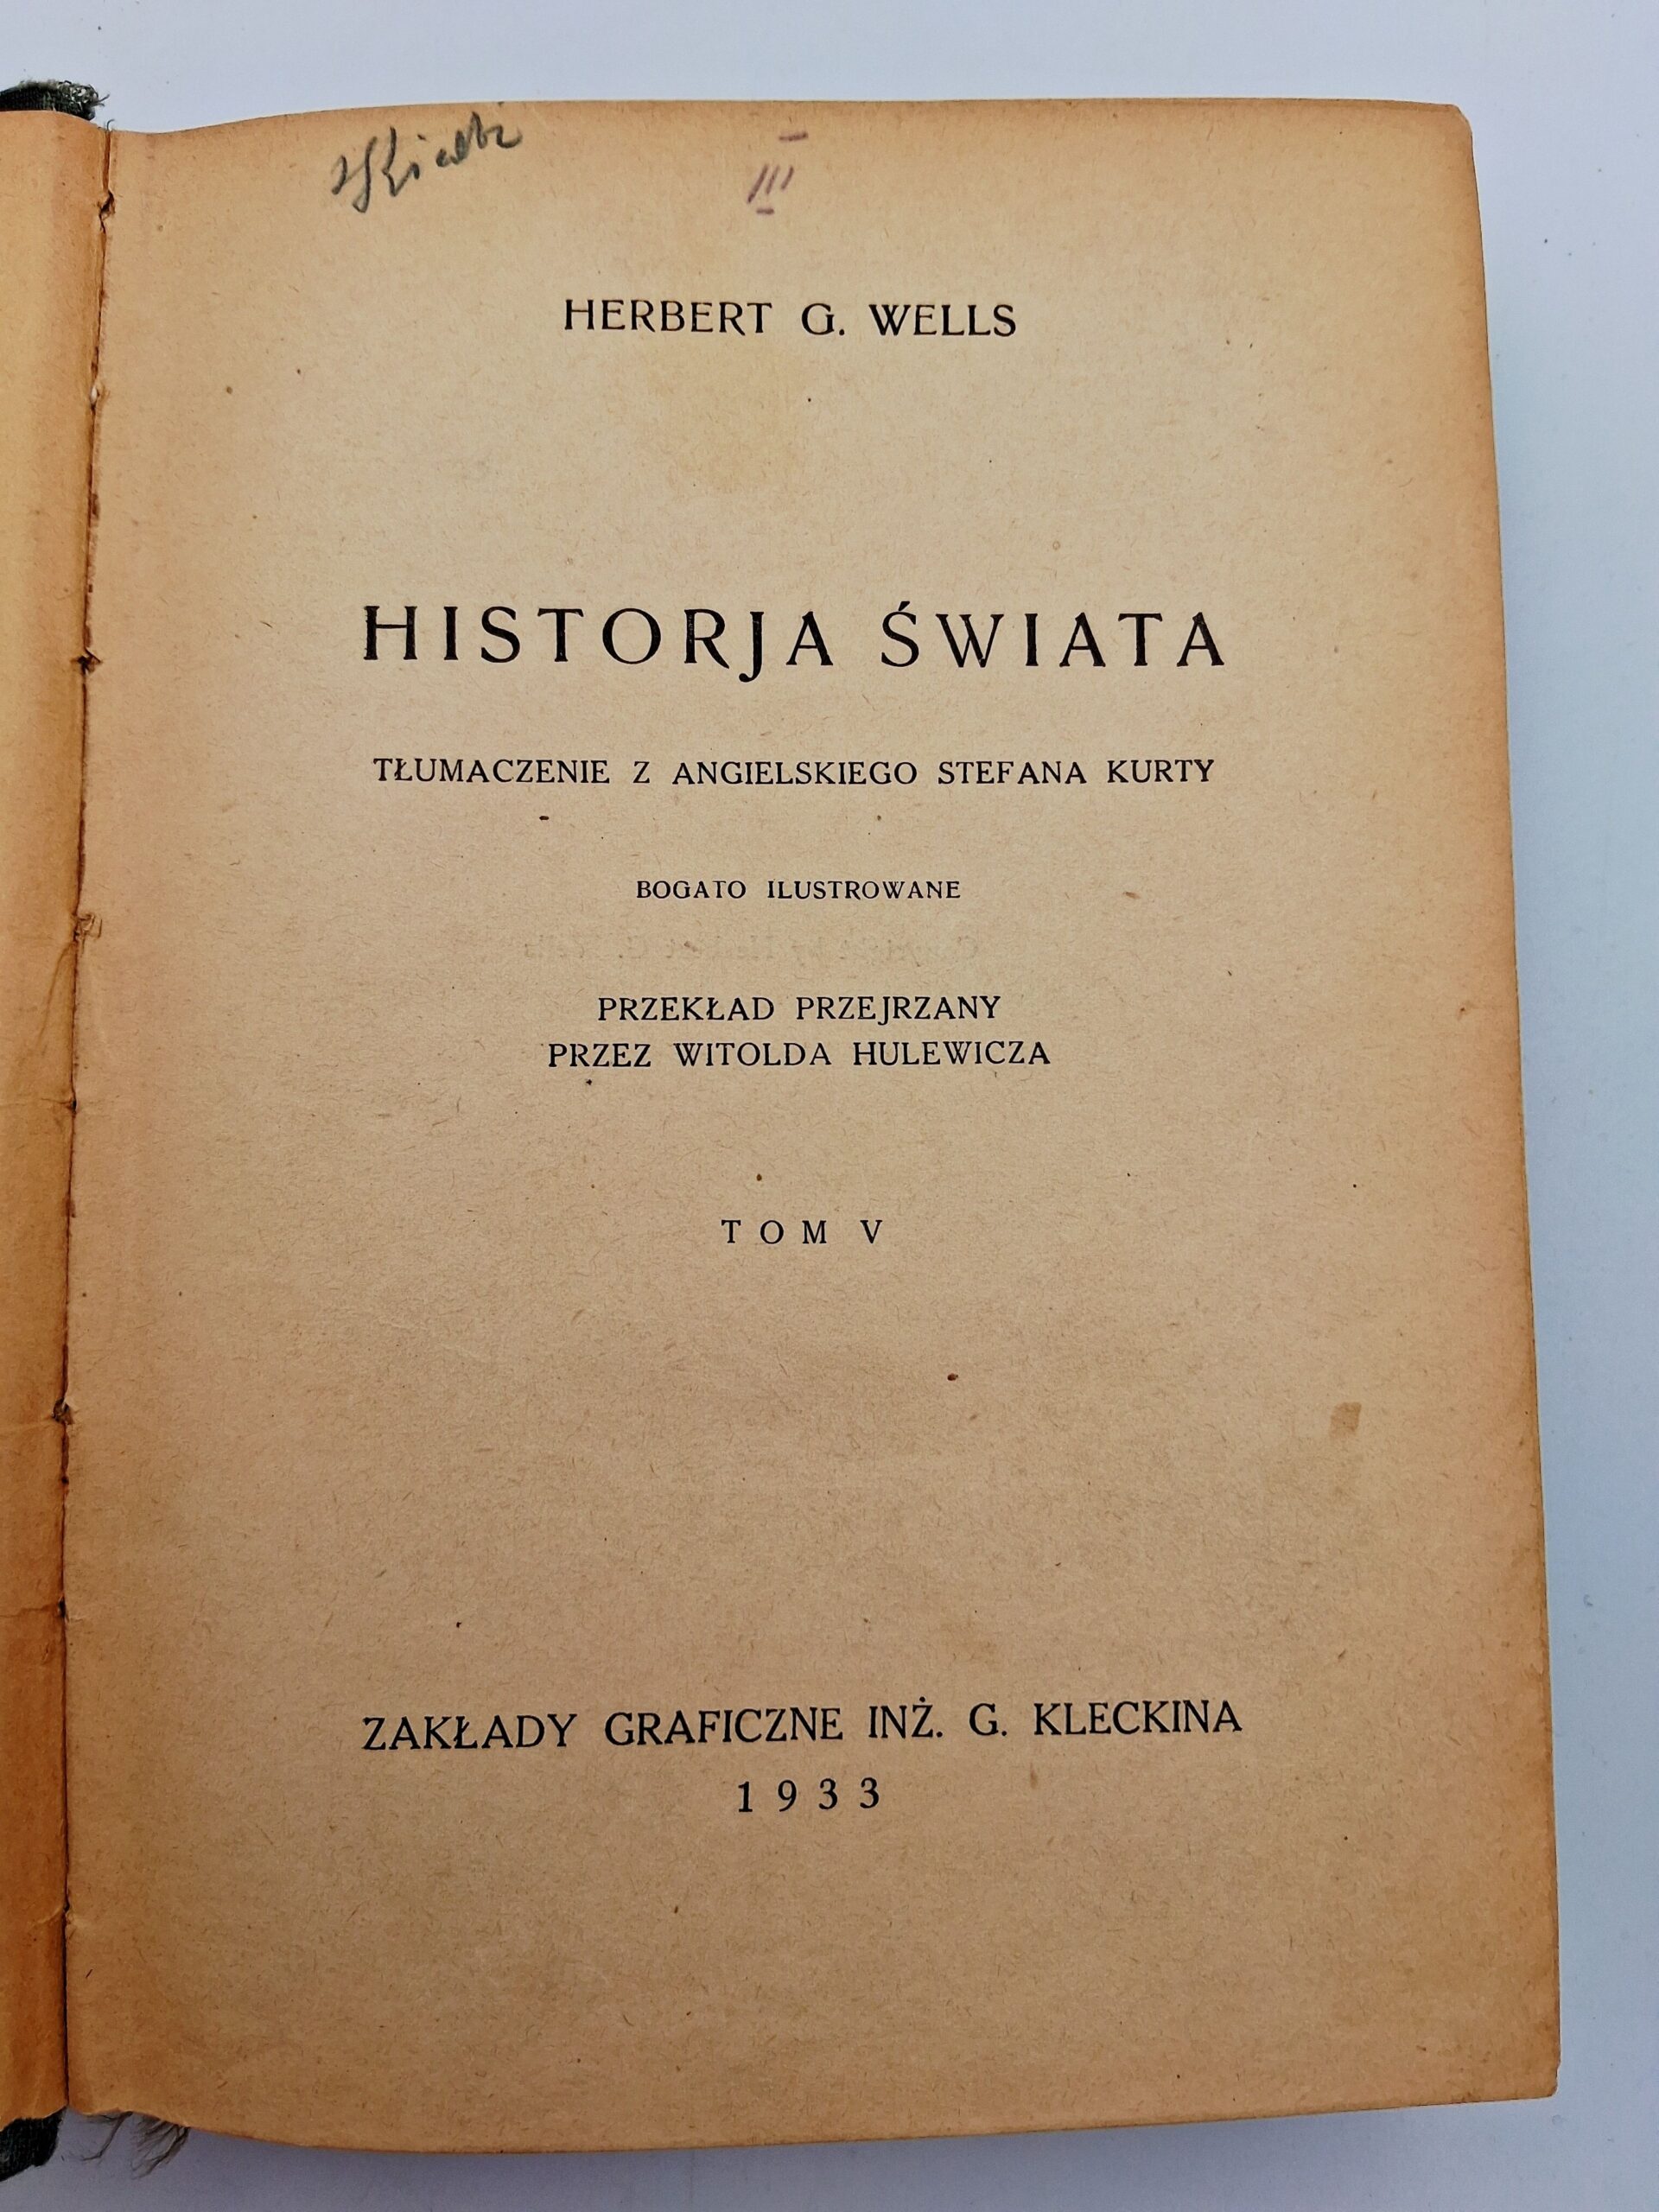 III
HERBERT G. WELLS
HISTORJA ŚWIATA
TŁUMACZENIE Z ANGIELSKIEGO STEFANA KURTY
BOGATO ILUSTROWANE
PRZEKŁAD PRZEJRZANY
PRZEZ WITOLDA HULEWICZA
TOM V
ZAKŁADY GRAFICZNE INŻ. G. KLECKINA
1933